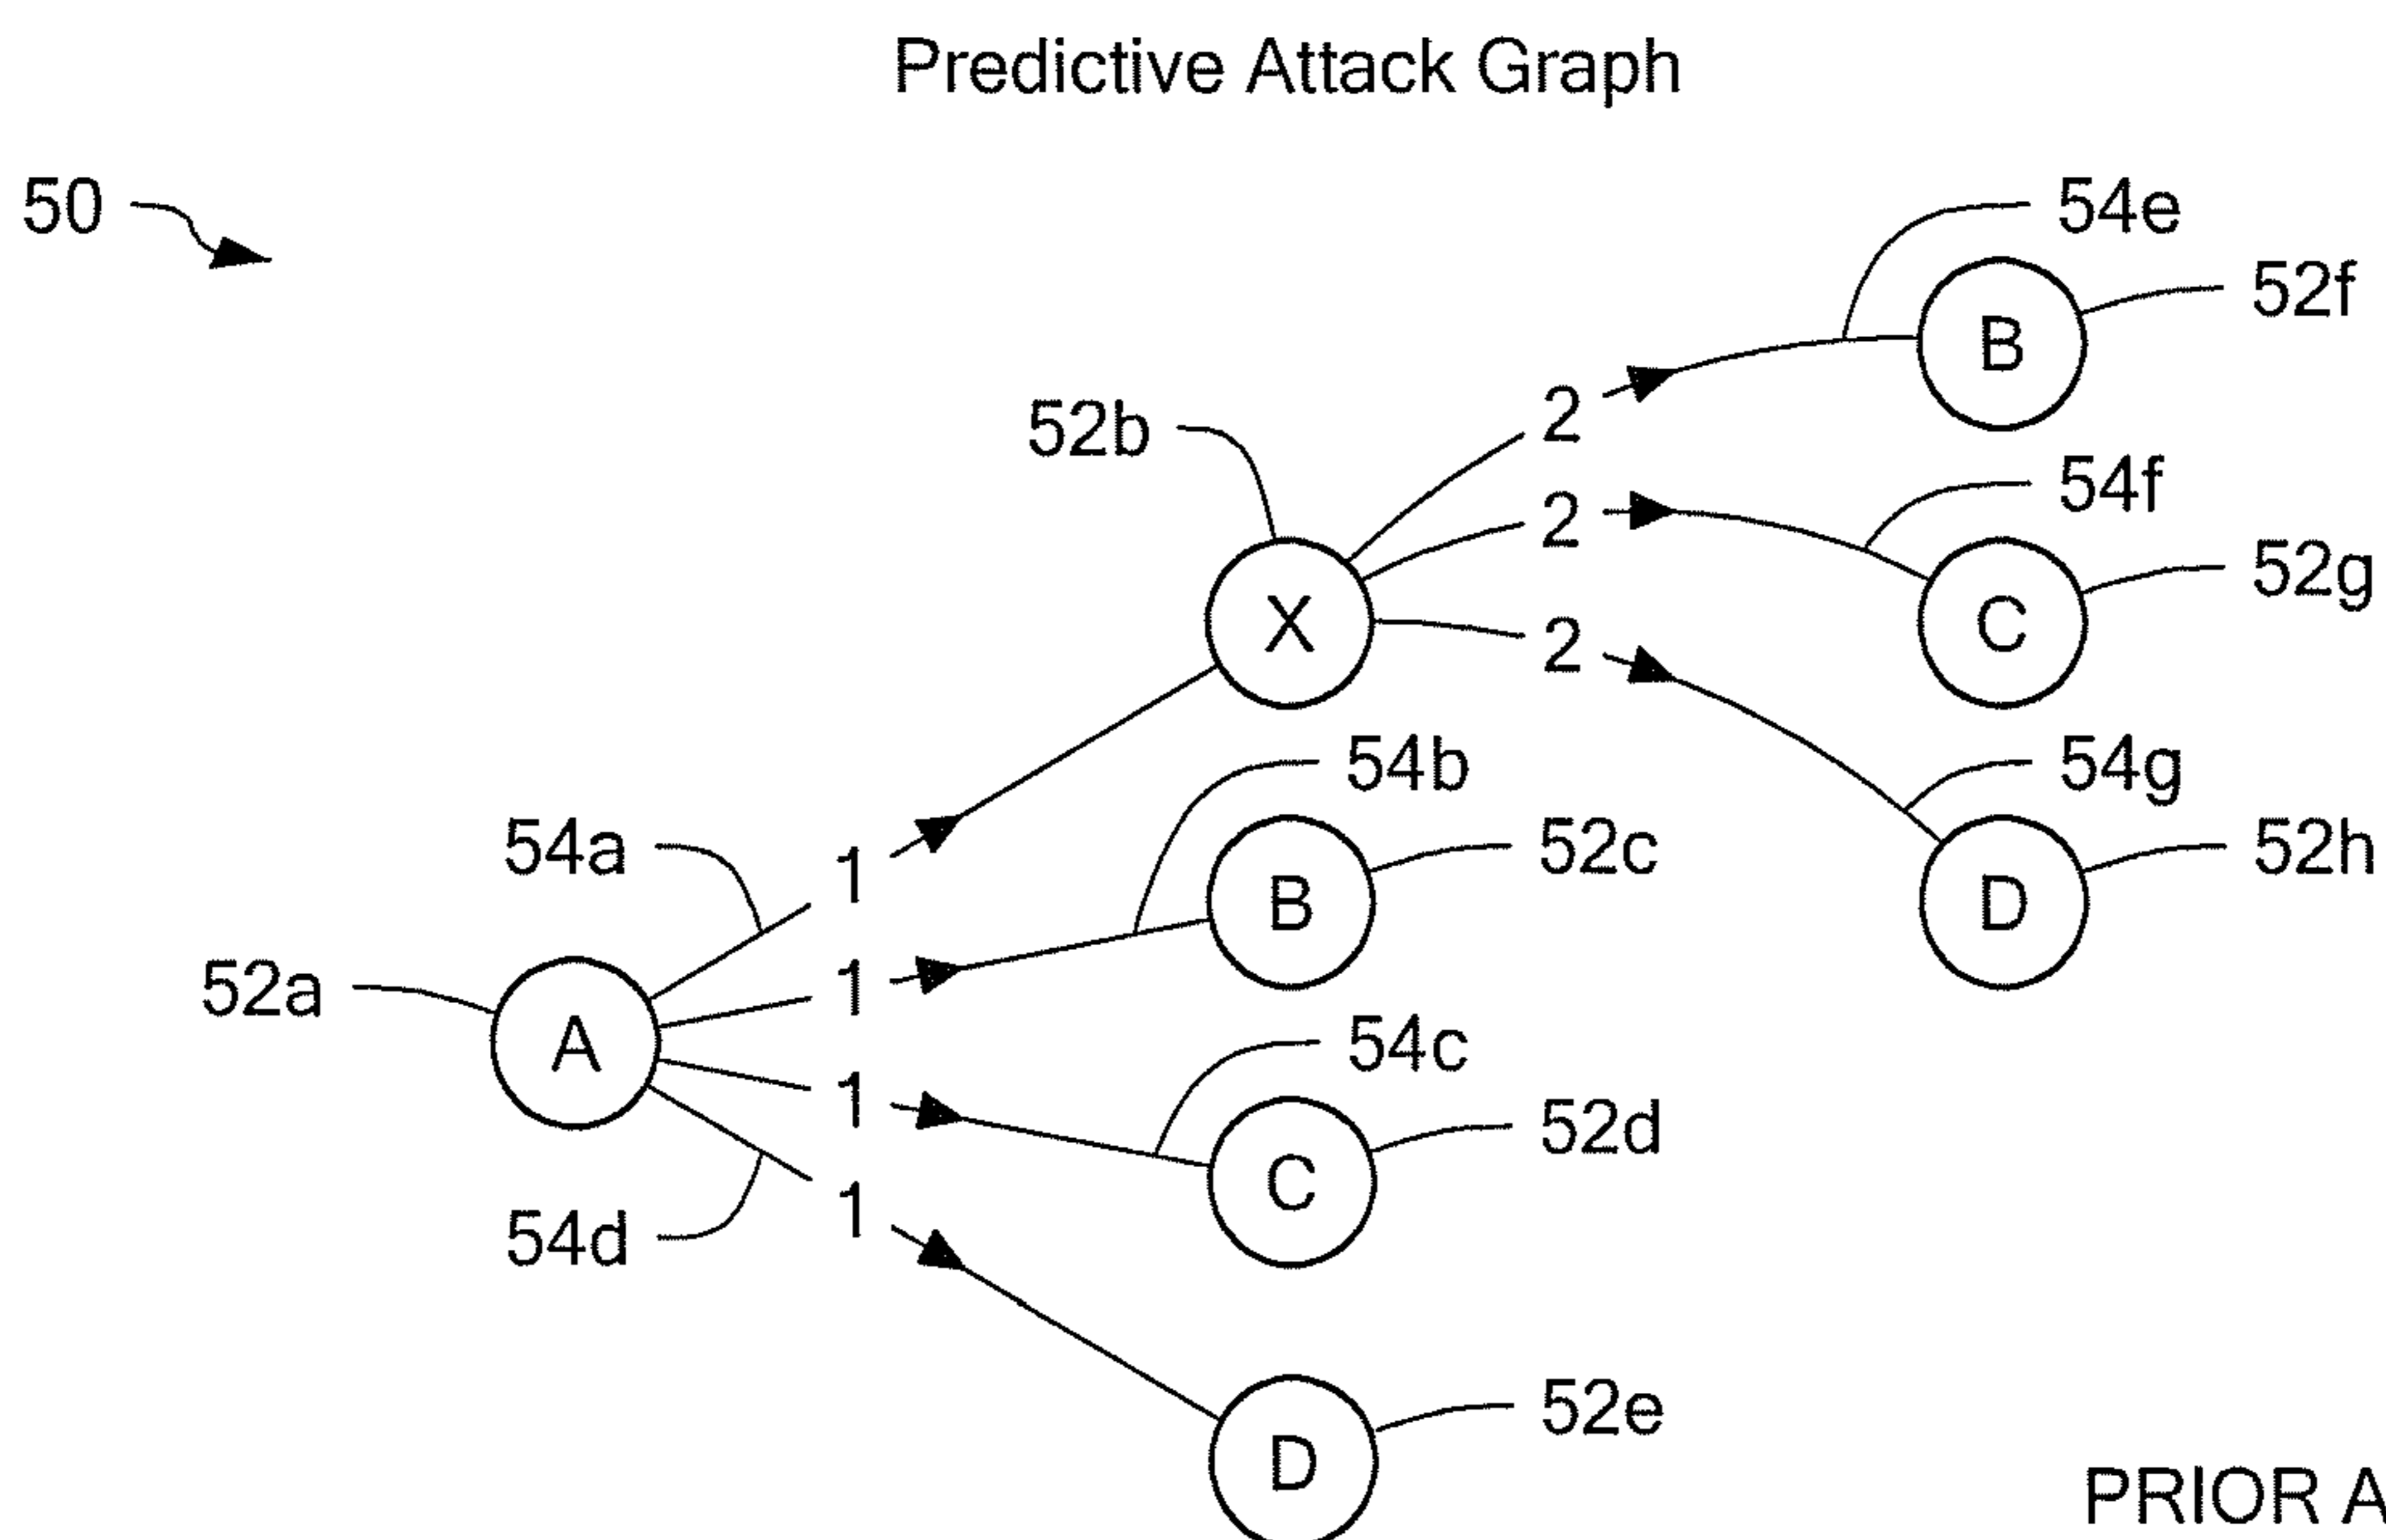 Predictive Attack Graph
50
54e
B
52f
2
52b
54f
2
X
C
52g
2
54b
54g
54a
1
B
52c
D
52h
52a
1
A
54c
1
C
52d
54d
1
D
52e
PRIOR A